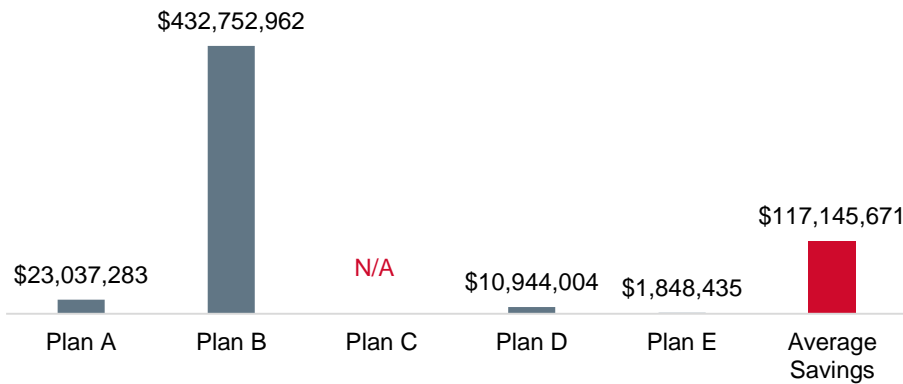 $432,752,962
$117,145,671
N/A
$23,037,283
$10,944,004
$1,848,435
Plan A
Plan B
Plan C
Plan D
Plan E
Average
Savings